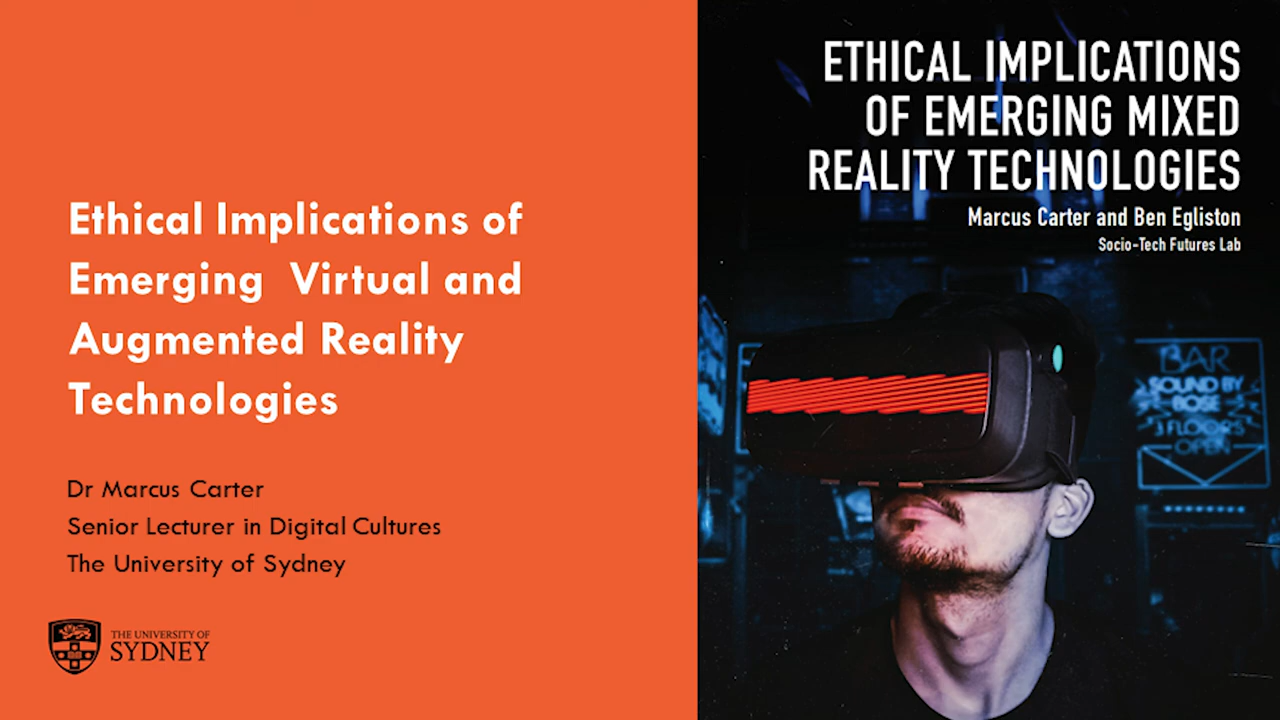 Ethical Implications of
Emerging Virtual and
Augmented Reality
Technologies
Dr Marcus Carter
Senior Lecturer in Digital Cultures
The University of Sydney
THE UNIVERSITY OF
SYDNEY
ETHICAL IMPLICATIONS
OF EMERGING MIXED
REALITY TECHNOLOGIES
Marcus Carter and Ben Egliston
Socio-Tech Futures Lab
BAR
SOUND BY
BOSE
3 FLOORS
OPEN